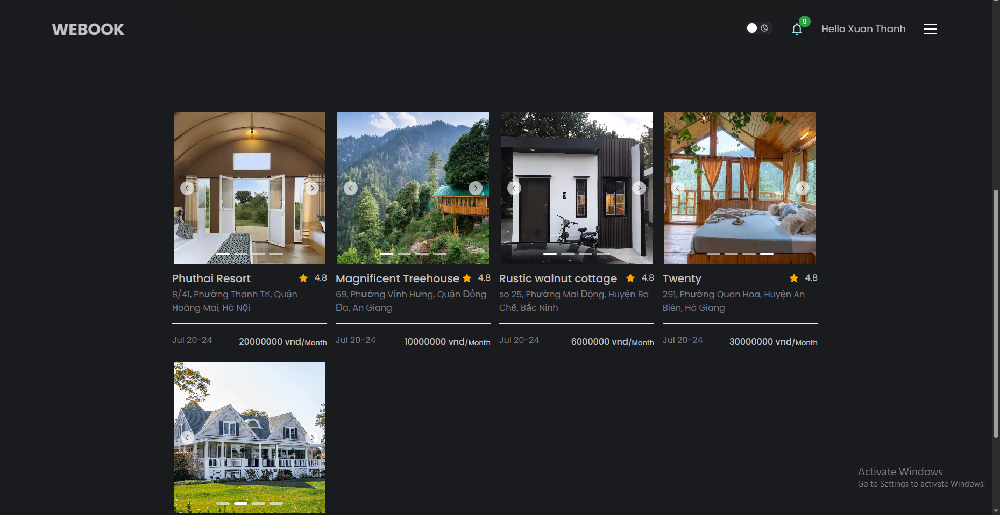 WEBOOK
9
Hello Xuan Thanh
Phuthai Resort
4.8
8/41, Phường Thanh Trì, Quận
Hoàng Mai, Hà Nội
Jul 20-24
20000000 vnd/Month
Magnificent Treehouse
4.8
69, Phường Vĩnh Hưng, Quận Đống
Đa, An Giang
Jul 20-24
10000000 vnd/Month
Rustic walnut cottage
4.8
so 25, Phường Mai Động, Huyện Ba
Chẽ, Bắc Ninh
Jul 20-24
6000000 vnd/Month
Twenty
4.8
291, Phường Quan Hoa, Huyện An
Biên, Hà Giang
Jul 20-24
30000000 vnd/Month
Activate Windows
Go to Settings to activate Windows.